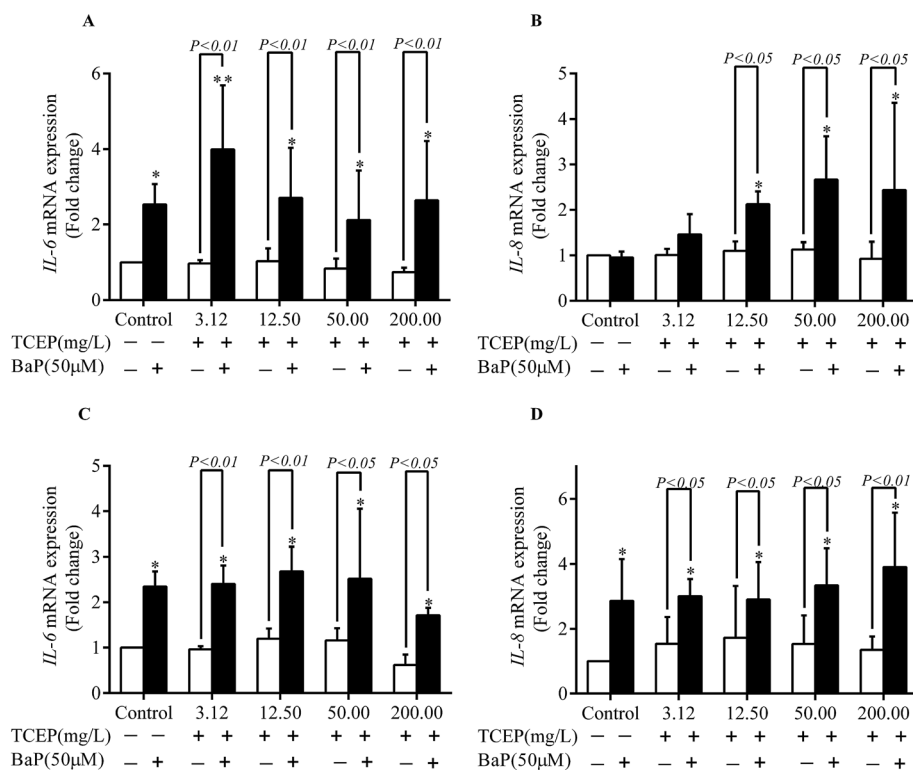 A
P<0.01 P<0.01 P<0.01 P<0.01
IL-6 mRNA expression
(Fold change)
6
**
4
* * * *
2
0
Control 3.12 12.50 50.00 200.00
TCEP(mg/L) — — + + + + + + + +
BaP(50μM) — + — + — + — + — +
B
P<0.05 P<0.05 P<0.05
IL-8 mRNA expression
(Fold change)
5
4
3
* * *
2
1
0
Control 3.12 12.50 50.00 200.00
TCEP(mg/L) — — + + + + + + + +
BaP(50μM) — + — + — + — + — +
C
P<0.01 P<0.01 P<0.05 P<0.05
IL-6 mRNA expression
(Fold change)
5
4
3
* * * * *
2
1
0
Control 3.12 12.50 50.00 200.00
TCEP(mg/L) — — + + + + + + + +
BaP(50μM) — + — + — + — + — +
D
P<0.05 P<0.05 P<0.05 P<0.01
IL-8 mRNA expression
(Fold change)
6
4
* * * * *
2
0
Control 3.12 12.50 50.00 200.00
TCEP(mg/L) — — + + + + + + + +
BaP(50μM) — + — + — + — + — +